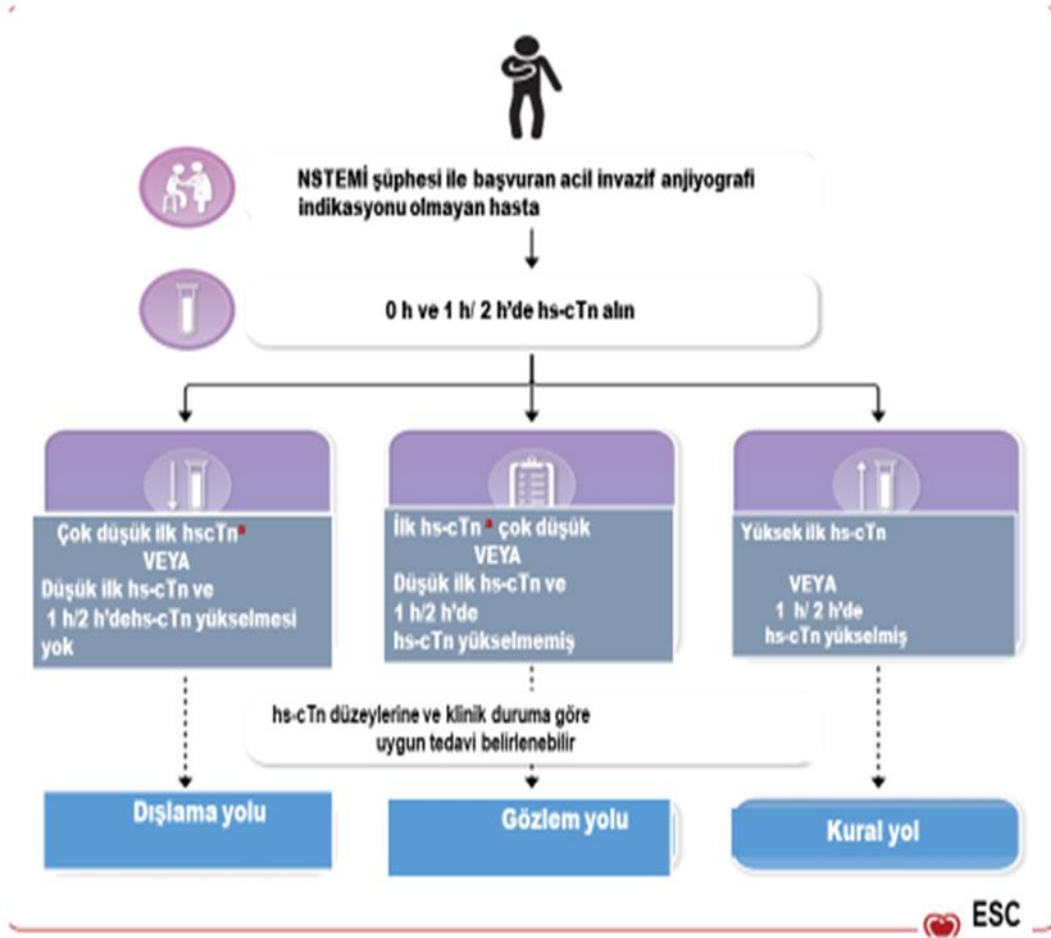 NSTEMİ şüphesi ile başvuran acil invazif anjiyografi
indikasyonu olmayan hasta
0 h ve 1 h/ 2 h'de hs-cTn alın
Çok düşük ilk hscTnª
VEYA
Düşük ilk hs-cTn ve
1 h/2 h'dehs-cTn yükselmesi
yok
İlk hs-cTn ª çok düşük
VEYA
Düşük ilk hs-cTn ve
1 h/2 h'de
hs-cTn yükselmemiş
Yüksek ilk hs-cTn
VEYA
1 h/ 2 h'de
hs-cTn yükselmiş
hs-cTn düzeylerine ve klinik duruma göre
uygun tedavi belirlenebilir
Dışlama yolu
Gözlem yolu
Kural yol
ESC